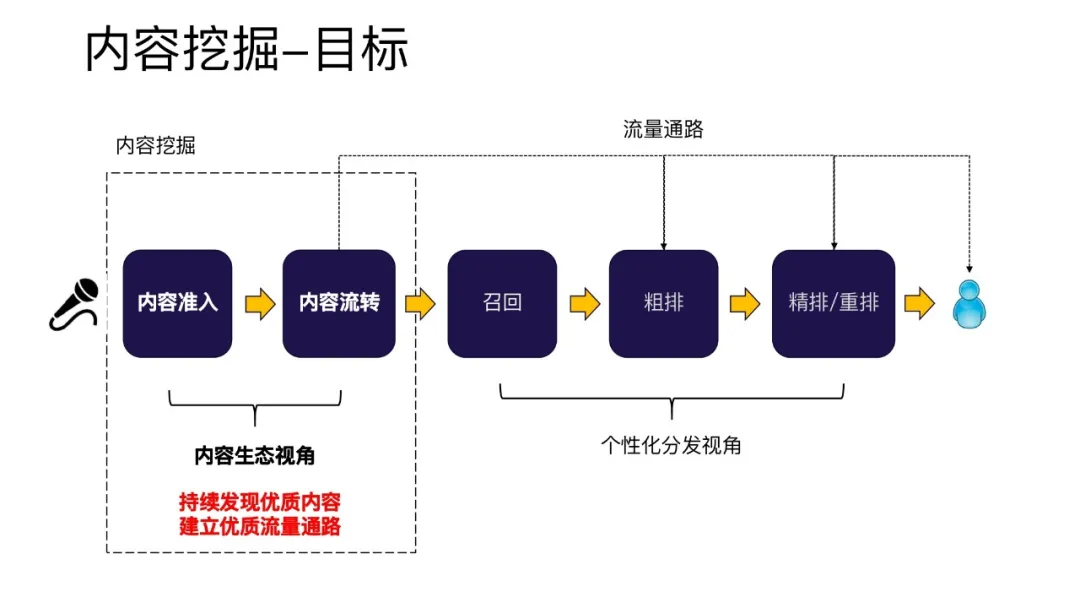 内容挖掘–目标
流量通路
内容挖掘
内容准入
内容流转
召回
粗排
精排/重排
内容生态视角
个性化分发视角
持续发现优质内容
建立优质流量通路